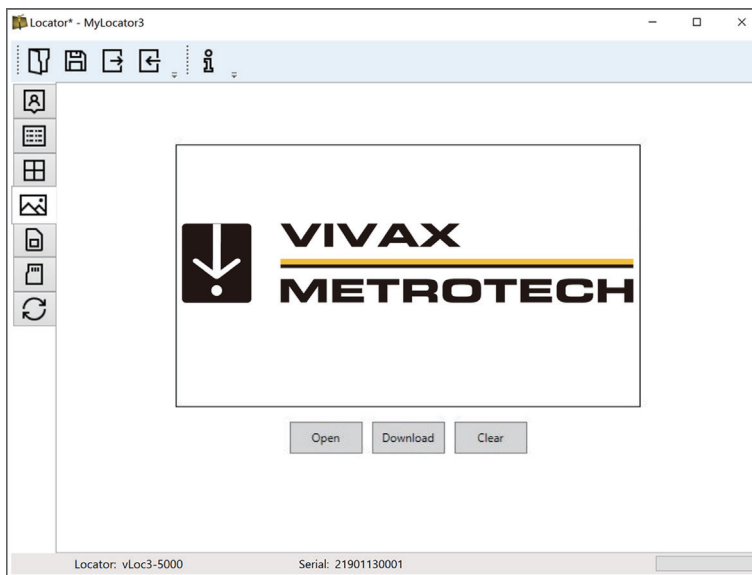 Locator* - MyLocator3
VIVAX
METROTECH
Open Download Clear
Locator: vLoc3-5000 Serial: 21901130001